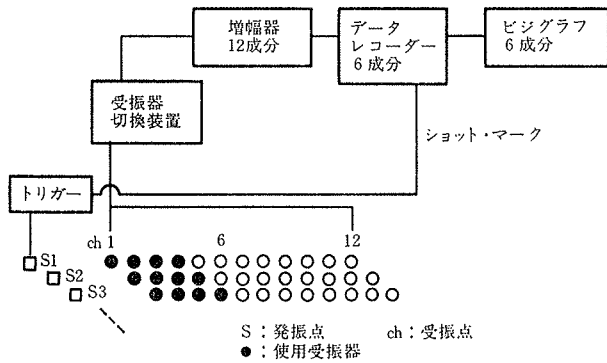 増幅器
12成分
データ
レコーダー
6成分
ビジグラフ
6成分
受振器
切換装置
ショット・マーク
トリガー
ch 1 6 12
S1
S2
S3
S：発振点 ch：受振点
●：使用受振器